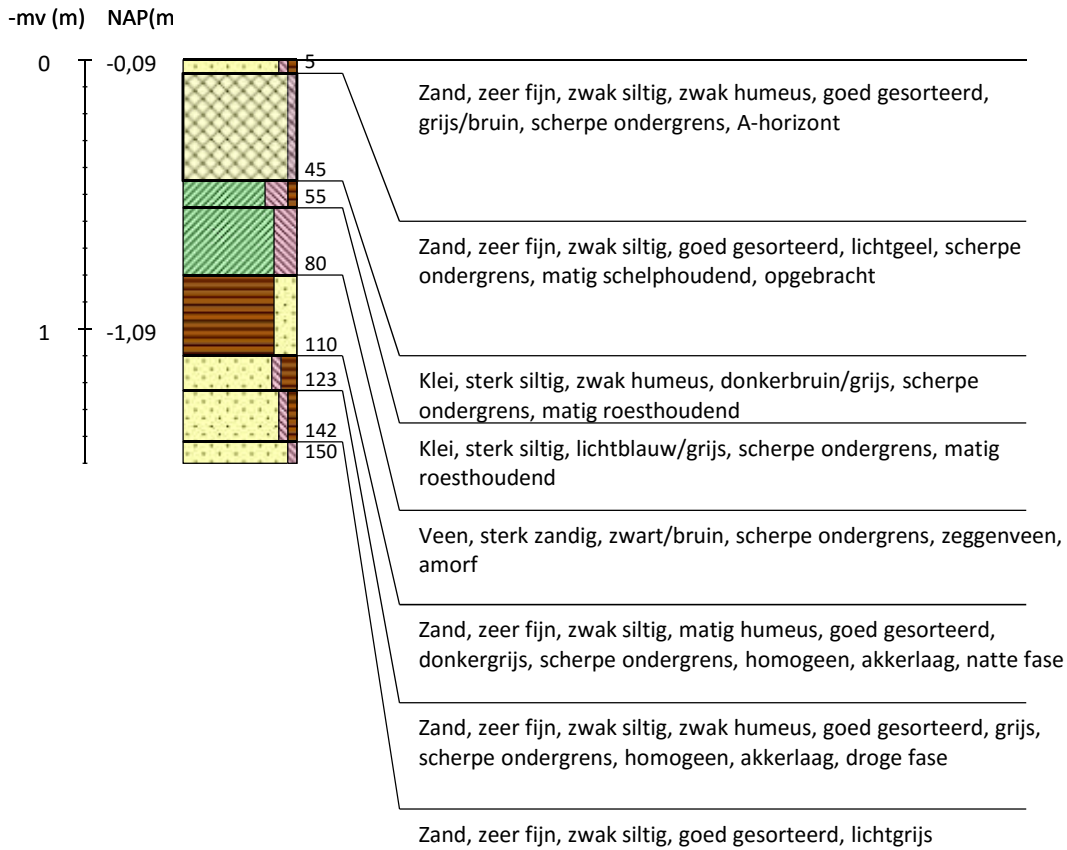 -mv (m) NAP(m
0 -0,09
5
Zand, zeer fijn, zwak siltig, zwak humeus, goed gesorteerd,
grijs/bruin, scherpe ondergrens, A-horizont
45
55
Zand, zeer fijn, zwak siltig, goed gesorteerd, lichtgeel, scherpe
ondergrens, matig schelphoudend, opgebracht
80
1 -1,09
110
Klei, sterk siltig, zwak humeus, donkerbruin/grijs, scherpe
ondergrens, matig roesthoudend
123
142
150
Klei, sterk siltig, lichtblauw/grijs, scherpe ondergrens, matig
roesthoudend
Veen, sterk zandig, zwart/bruin, scherpe ondergrens, zeggenveen,
amorf
Zand, zeer fijn, zwak siltig, matig humeus, goed gesorteerd,
donkergrijs, scherpe ondergrens, homogeen, akkerlaag, natte fase
Zand, zeer fijn, zwak siltig, zwak humeus, goed gesorteerd, grijs,
scherpe ondergrens, homogeen, akkerlaag, droge fase
Zand, zeer fijn, zwak siltig, goed gesorteerd, lichtgrijs